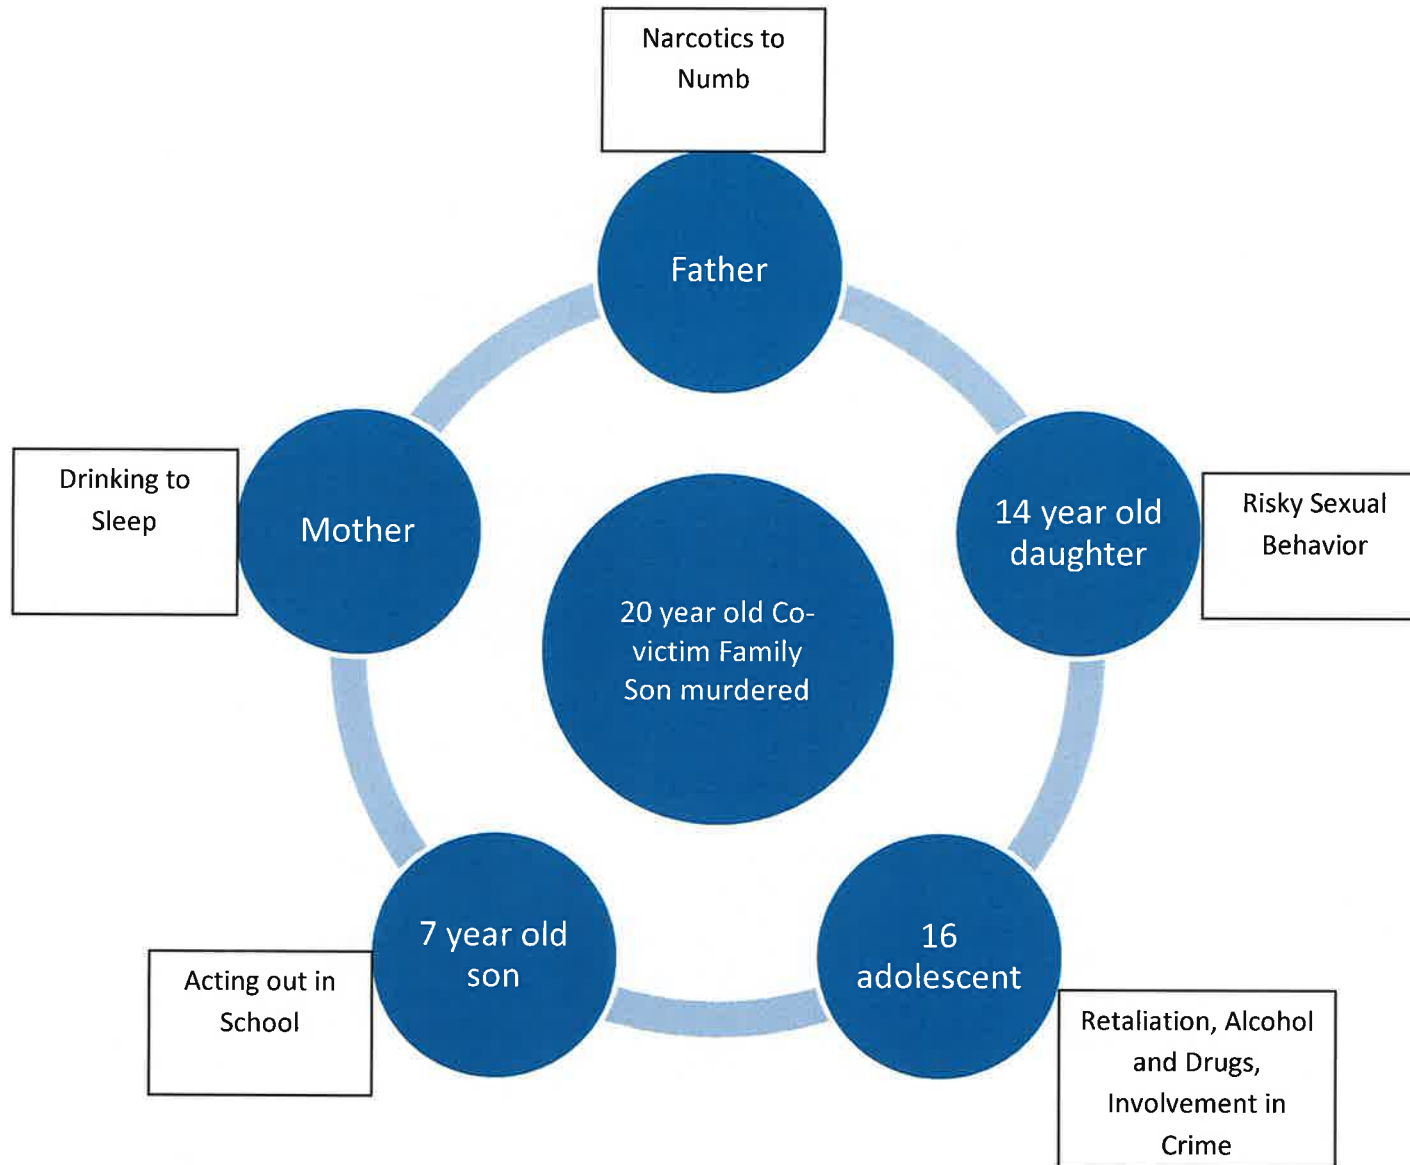 Narcotics to
Numb
Father
Drinking to
Sleep
Mother
14 year old
daughter
Risky Sexual
Behavior
20 year old Co-
victim Family
Son murdered
7 year old
son
Acting out in
School
16
adolescent
Retaliation, Alcohol
and Drugs,
Involvement in
Crime